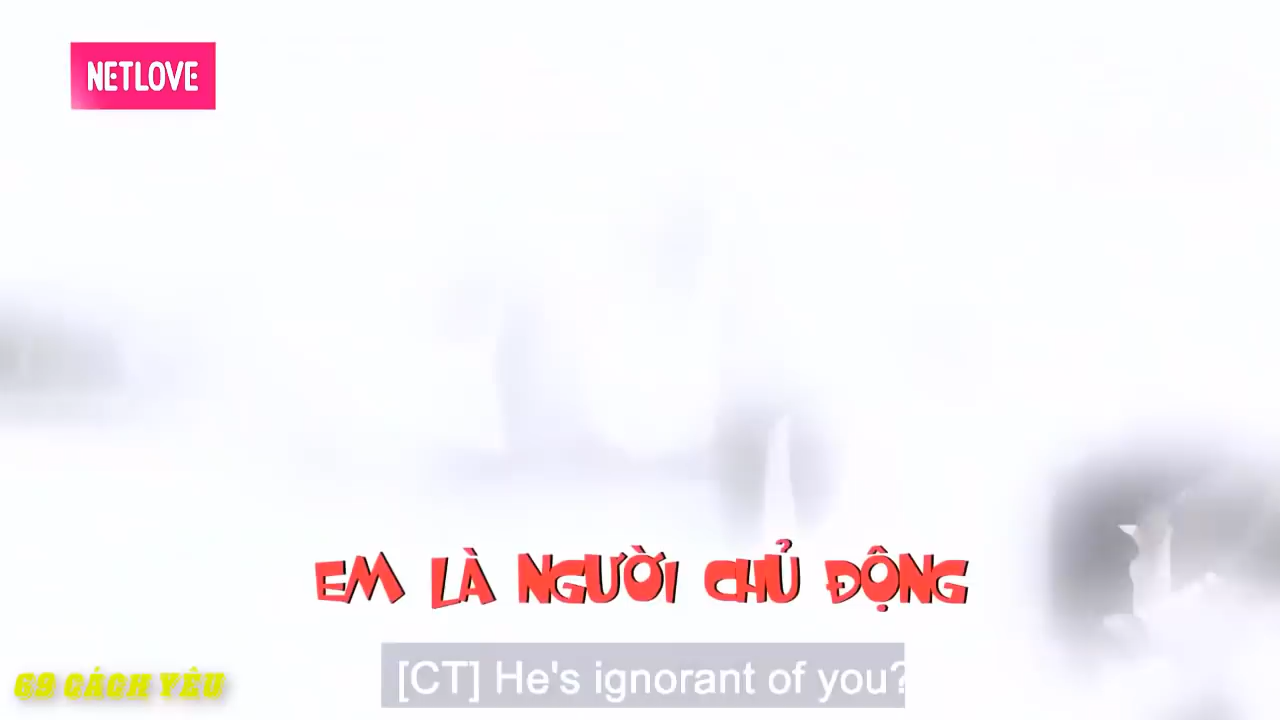 NETLOVE
EM LÀ NGƯỜI CHỦ ĐỘNG
[CT] He's ignorant of you?
69 CÁCH YÊU